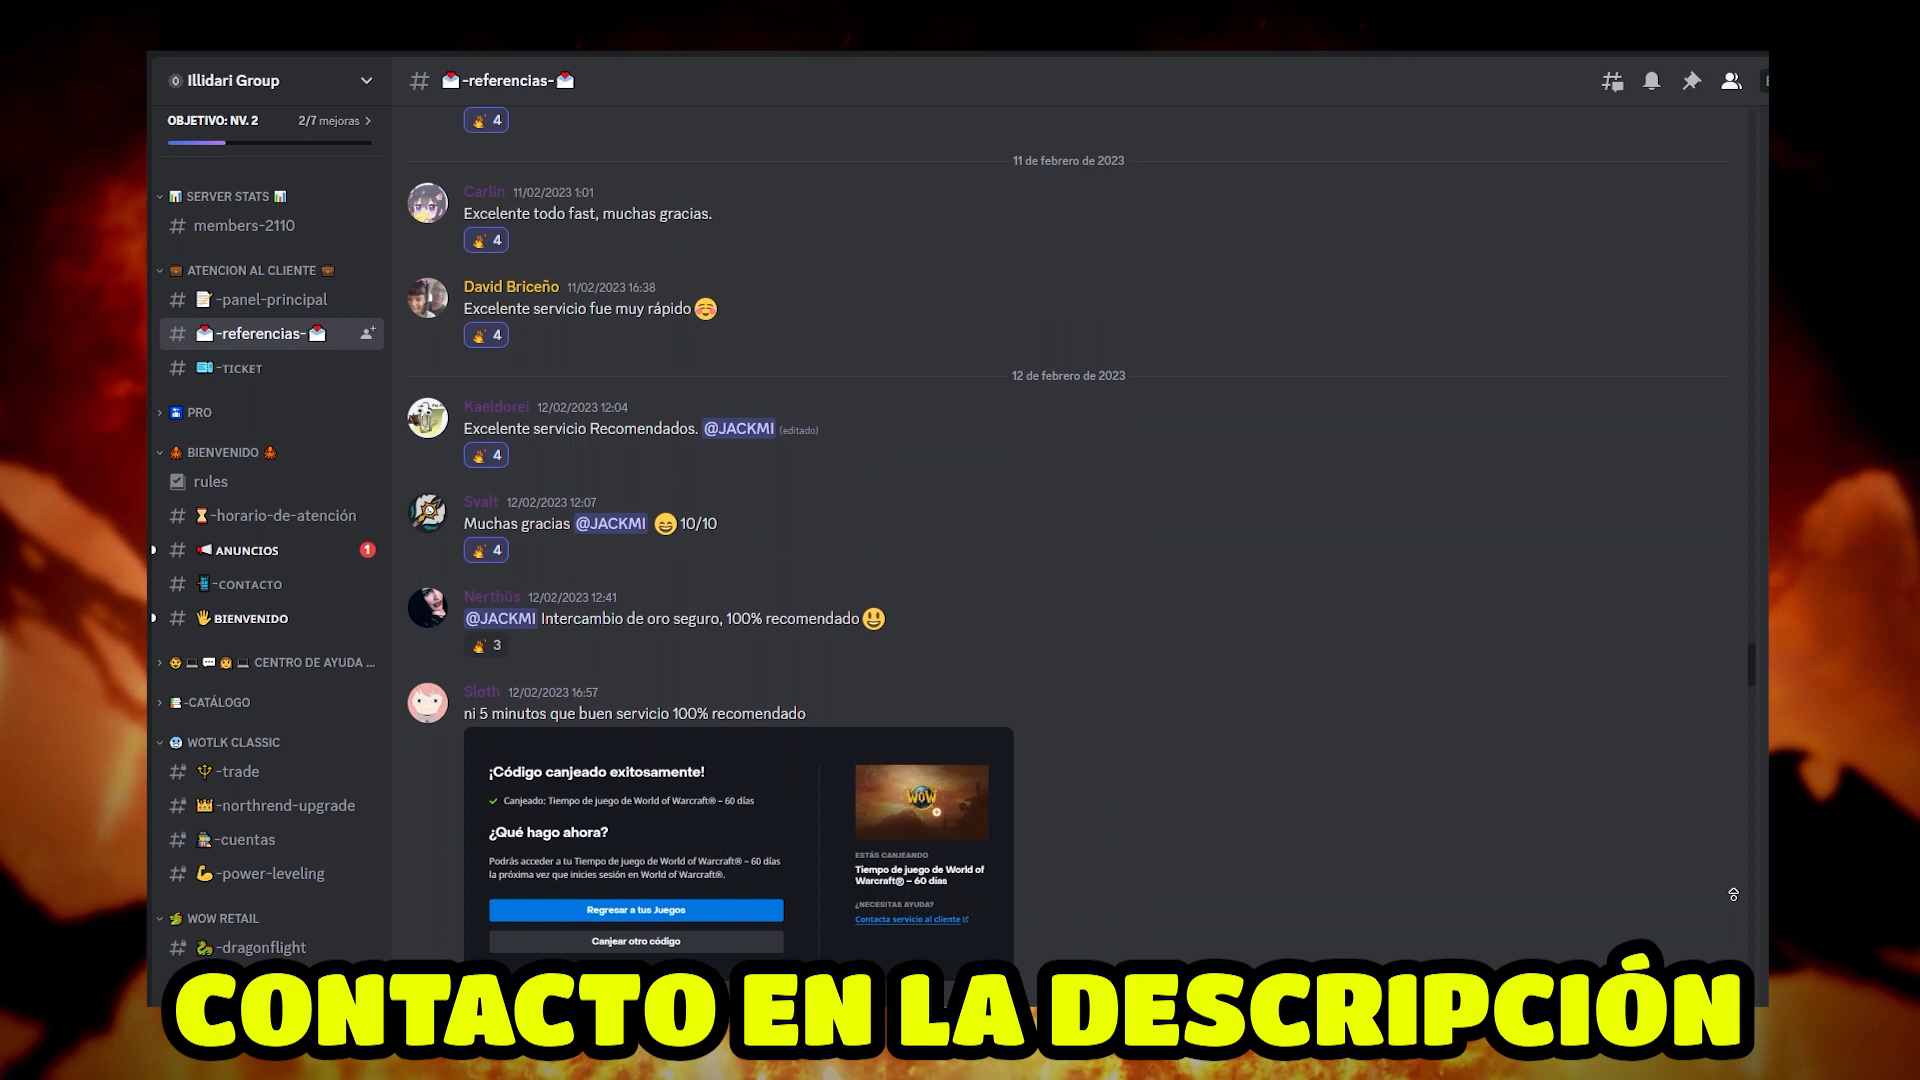 Illidari Group
OBJETIVO: NV. 2 2/7 mejoras
SERVER STATS
members-2110
ATENCION AL CLIENTE
-panel-principal
-referencias-
-TICKET
PRO
BIENVENIDO
rules
-horario-de-atención
ANUNCIOS 1
-CONTACTO
BIENVENIDO
CENTRO DE AYUDA ...
-CATÁLOGO
WOTLK CLASSIC
-trade
-northrend-upgrade
-cuentas
-power-leveling
WOW RETAIL
-dragonflight
-referencias-
4
11 de febrero de 2023
Carlin 11/02/2023 1:01
Excelente todo fast, muchas gracias.
4
David Briceño 11/02/2023 16:38
Excelente servicio fue muy rápido
4
12 de febrero de 2023
Kaeldorei 12/02/2023 12:04
Excelente servicio Recomendados. @JACKMI (editado)
4
Svalt 12/02/2023 12:07
Muchas gracias @JACKMI 10/10
4
Nerthûs 12/02/2023 12:41
@JACKMI Intercambio de oro seguro, 100% recomendado
3
Sloth 12/02/2023 16:57
ni 5 minutos que buen servicio 100% recomendado
¡Código canjeado exitosamente!
Canjeado: Tiempo de juego de World of Warcraft® – 60 días
¿Qué hago ahora?
Podrás acceder a tu Tiempo de juego de World of Warcraft® – 60 días
la próxima vez que inicies sesión en World of Warcraft®.
Regresar a tus Juegos
Canjear otro código
WOW
ESTÁS CANJEANDO
Tiempo de juego de World of
Warcraft® – 60 días
¿NECESITAS AYUDA?
Contacta servicio al cliente
CONTACTO EN LA DESCRIPCIÓN